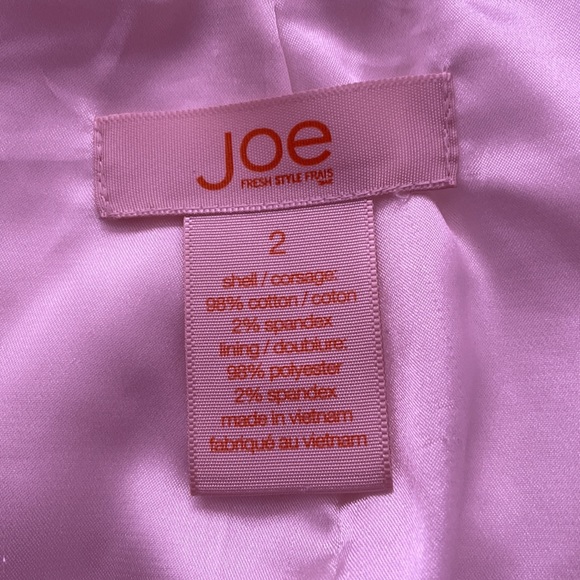 Joe
FRESH STYLE FRAIS
2
shell / corsage:
98% cotton / coton
2% spandex
lining / doublure:
98% polyester
2% spandex
made in vietnam
fabriqué au vietnam